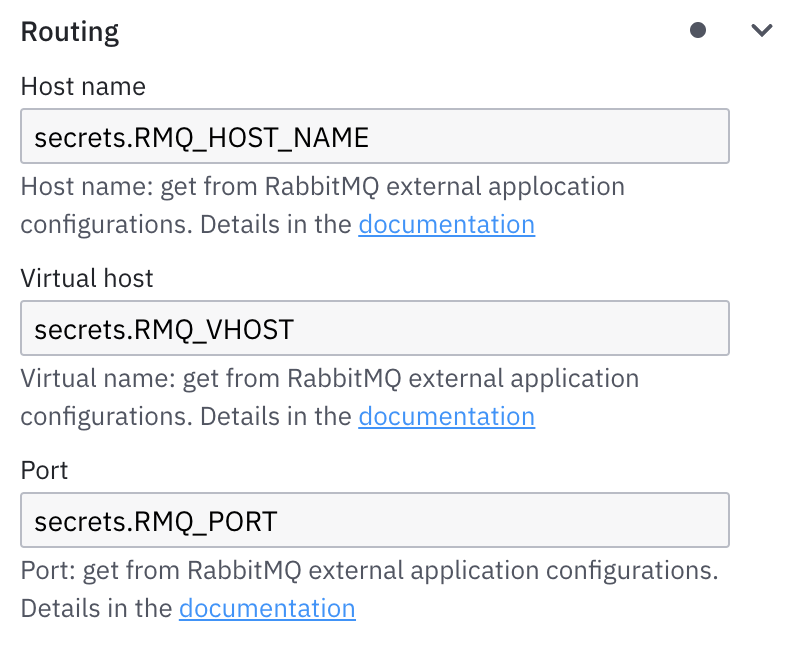 Routing
Host name
secrets.RMQ_HOST_NAME
Host name: get from RabbitMQ external applocation
configurations. Details in the documentation
Virtual host
secrets.RMQ_VHOST
Virtual name: get from RabbitMQ external application
configurations. Details in the documentation
Port
secrets.RMQ_PORT
Port: get from RabbitMQ external application configurations.
Details in the documentation